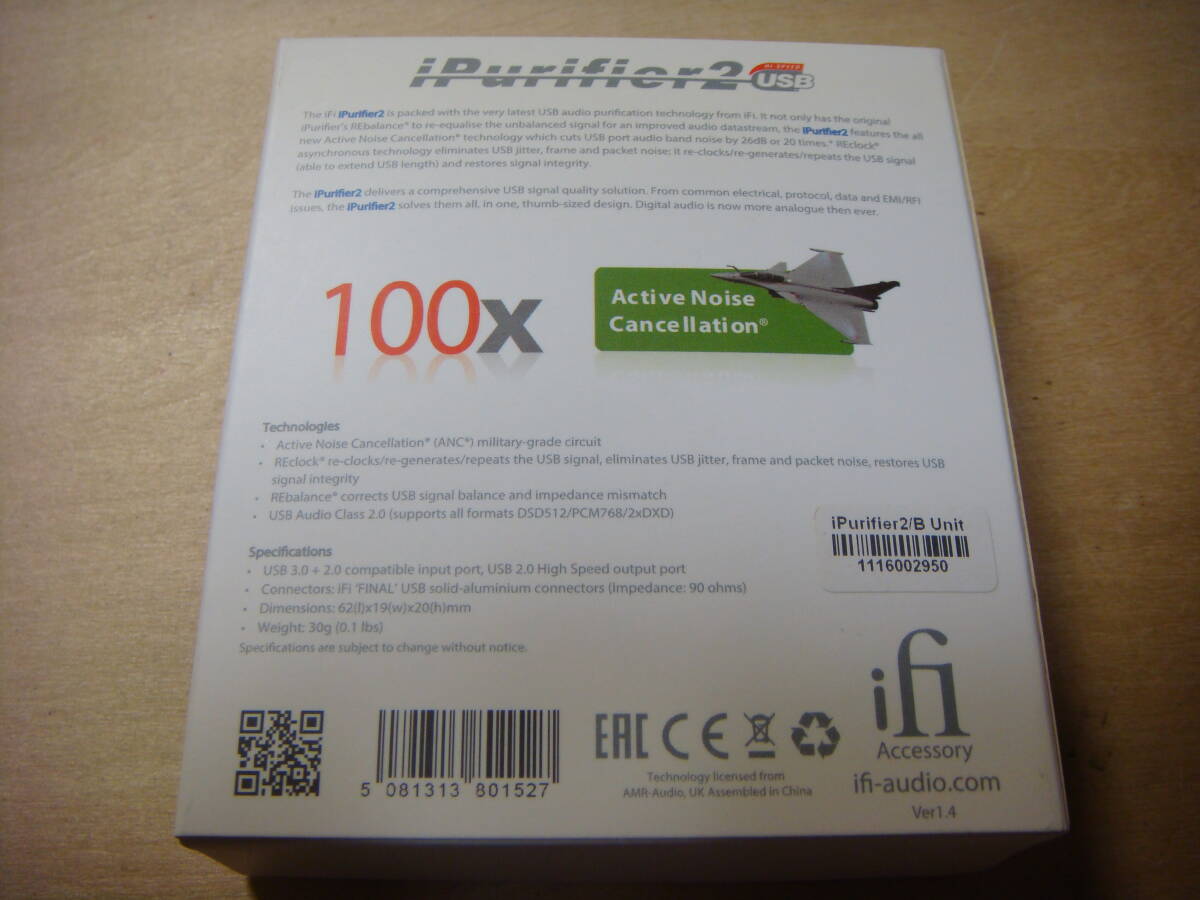 iPurifier2
HI-SPEED
USB
The iFi iPurifier2 is packed with the very latest USB audio purification technology from iFi. It not only has the original
iPurifier's REbalance® to re-equalise the unbalanced signal for an improved audio datastream, the iPurifier2 features the all
new Active Noise Cancellation® technology which cuts USB port audio band noise by 26dB or 20 times.* REclock®
asynchronous technology eliminates USB jitter, frame and packet noise; it re-clocks/re-generates/repeats the USB signal
(able to extend USB length) and restores signal integrity.
The iPurifier2 delivers a comprehensive USB signal quality solution. From common electrical, protocol, data and EMI/RFI
issues, the iPurifier2 solves them all, in one, thumb-sized design. Digital audio is now more analogue then ever.
100x
Active Noise
Cancellation®
Technologies
• Active Noise Cancellation® (ANC®) military-grade circuit
• REclock® re-clocks/re-generates/repeats the USB signal, eliminates USB jitter, frame and packet noise, restores USB
signal integrity
• REbalance® corrects USB signal balance and impedance mismatch
• USB Audio Class 2.0 (supports all formats DSD512/PCM768/2xDXD)
iPurifier2/B Unit
1116002950
Specifications
• USB 3.0 + 2.0 compatible input port, USB 2.0 High Speed output port
• Connectors: iFi 'FINAL' USB solid-aluminium connectors (Impedance: 90 ohms)
• Dimensions: 62(l)x19(w)x20(h)mm
• Weight: 30g (0.1 lbs)
Specifications are subject to change without notice.
5 081313 801527
EAC CE
Technology licensed from
AMR-Audio, UK Assembled in China
ifi
Accessory
ifi-audio.com
Ver1.4